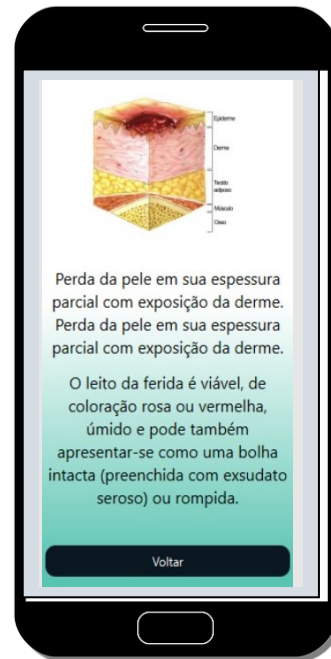 Epiderme
Derme
Tecido
adiposo
Músculo
Osso
Perda da pele em sua espessura
parcial com exposição da derme.
Perda da pele em sua espessura
parcial com exposição da derme.
O leito da ferida é viável, de
coloração rosa ou vermelha,
úmido e pode também
apresentar-se como uma bolha
intacta (preenchida com exsudato
seroso) ou rompida.
Voltar